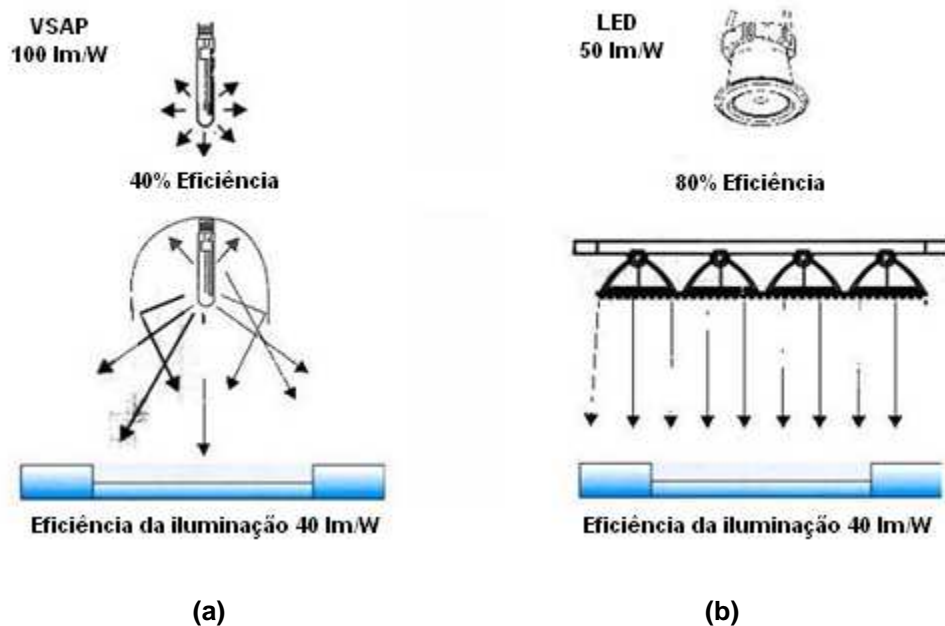 VSAP
100 lm/W
40% Eficiência
Eficiência da iluminação 40 lm/W
(a)
LED
50 lm/W
80% Eficiência
Eficiência da iluminação 40 lm/W
(b)